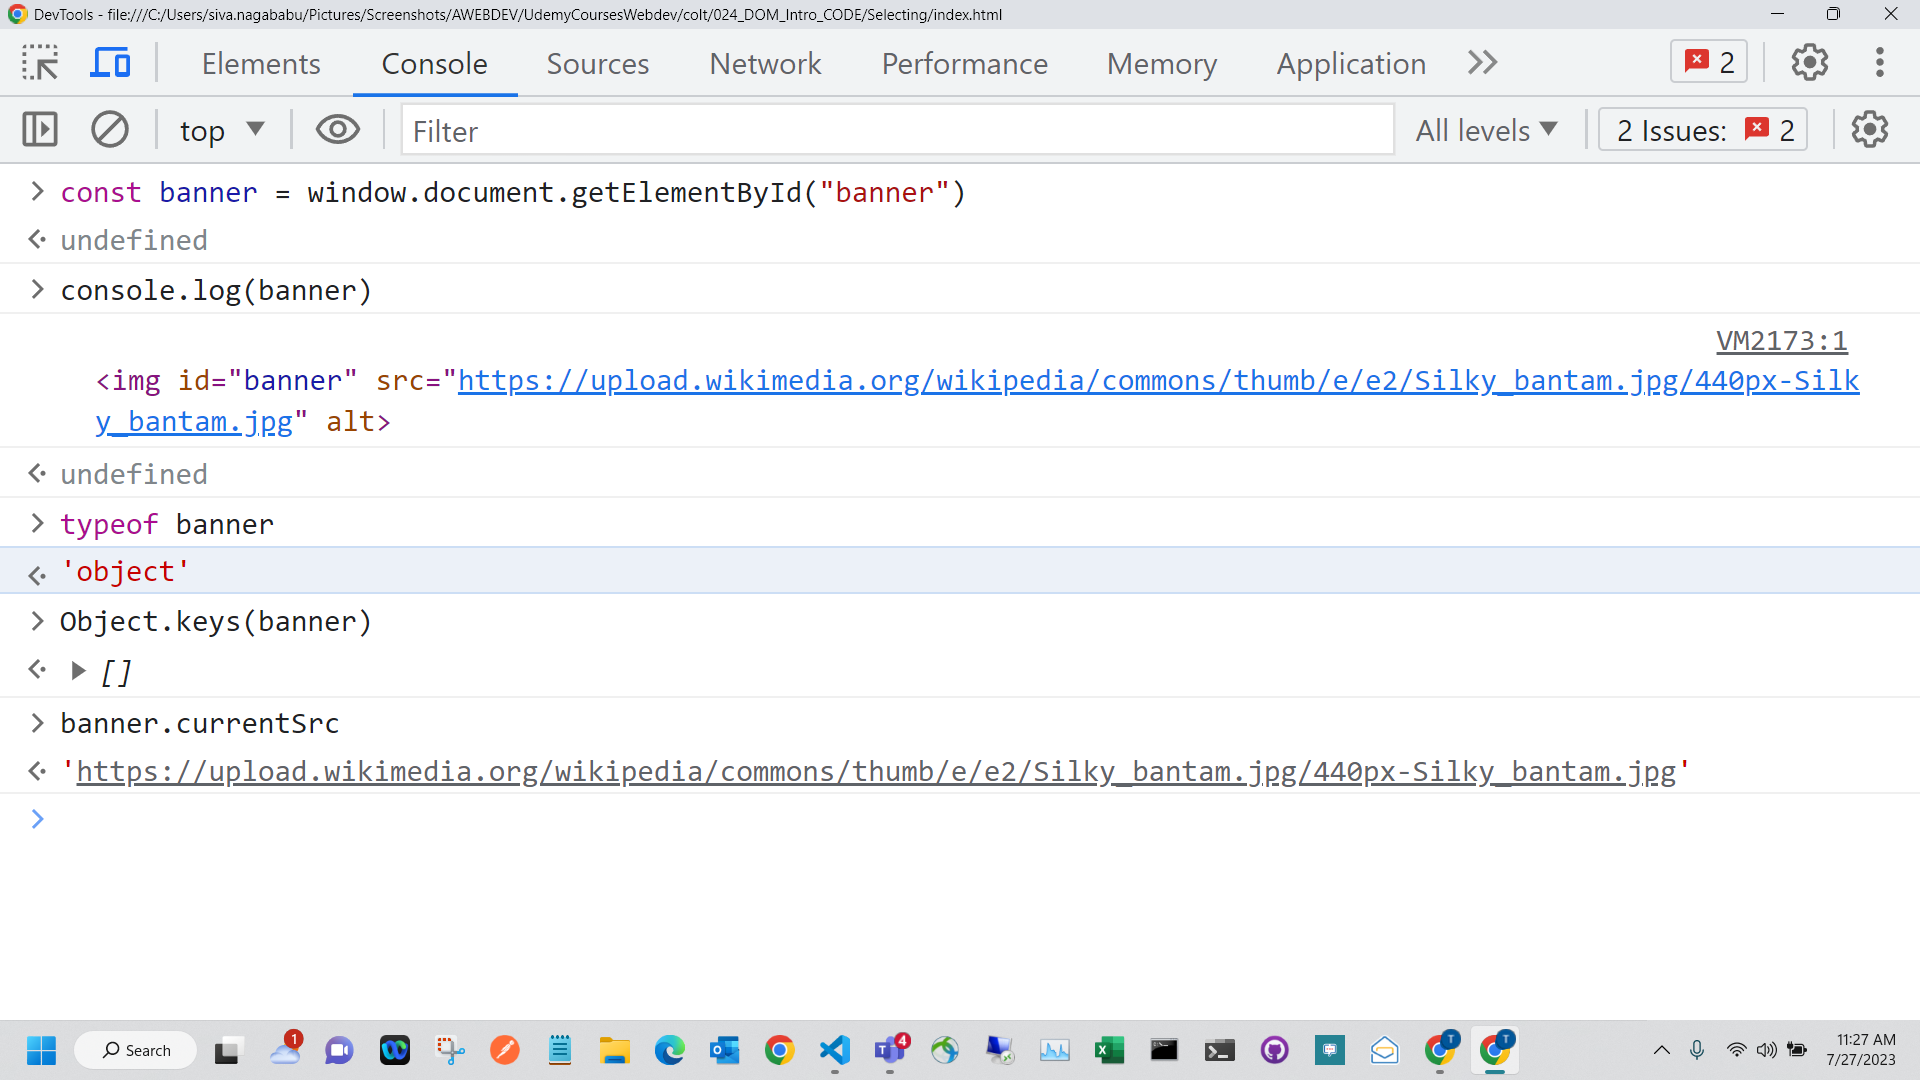 DevTools - file:///C:/Users/siva.nagababu/Pictures/Screenshots/AWEBDEV/UdemyCoursesWebdev/colt/024_DOM_Intro_CODE/Selecting/index.html
Elements Console Sources Network Performance Memory Application 2
top Filter All levels 2 Issues: 2
const banner = window.document.getElementById("banner")
undefined
console.log(banner)
VM2173:1
<img id="banner" src="https://upload.wikimedia.org/wikipedia/commons/thumb/e/e2/Silky_bantam.jpg/440px-Silk
y_bantam.jpg" alt>
undefined
typeof banner
'object'
Object.keys(banner)
[]
banner.currentSrc
'https://upload.wikimedia.org/wikipedia/commons/thumb/e/e2/Silky_bantam.jpg/440px-Silky_bantam.jpg'
Search 1 4 T T 11:27 AM
7/27/2023